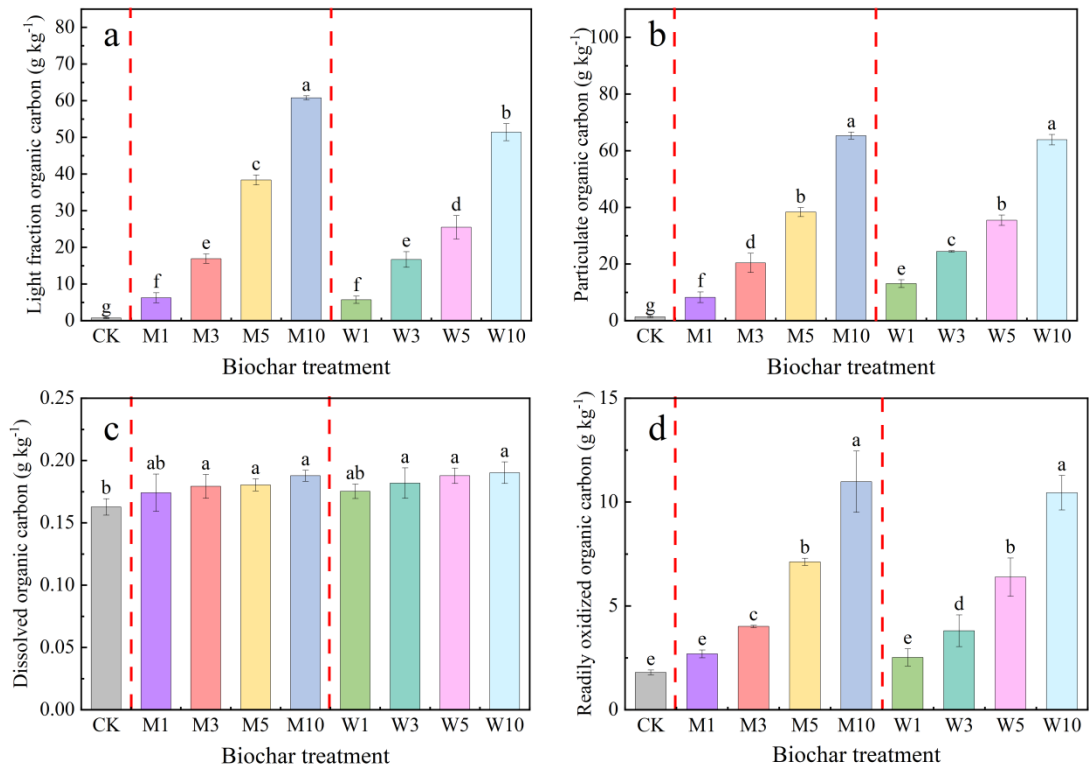 a
Light fraction organic carbon (g kg⁻¹)
80
70
60
50
40
30
20
10
0
g
f
e
c
a
f
e
d
b
CK M1 M3 M5 M10 W1 W3 W5 W10
Biochar treatment
b
Particulate organic carbon (g kg⁻¹)
100
80
60
40
20
0
g
f
d
b
a
e
c
b
a
CK M1 M3 M5 M10 W1 W3 W5 W10
Biochar treatment
c
Dissolved organic carbon (g kg⁻¹)
0.25
0.20
0.15
0.10
0.05
0.00
b
ab
a
a
a
ab
a
a
a
CK M1 M3 M5 M10 W1 W3 W5 W10
Biochar treatment
d
Readily oxidized organic carbon (g kg⁻¹)
15
10
5
0
e
e
c
b
a
e
d
b
a
CK M1 M3 M5 M10 W1 W3 W5 W10
Biochar treatment